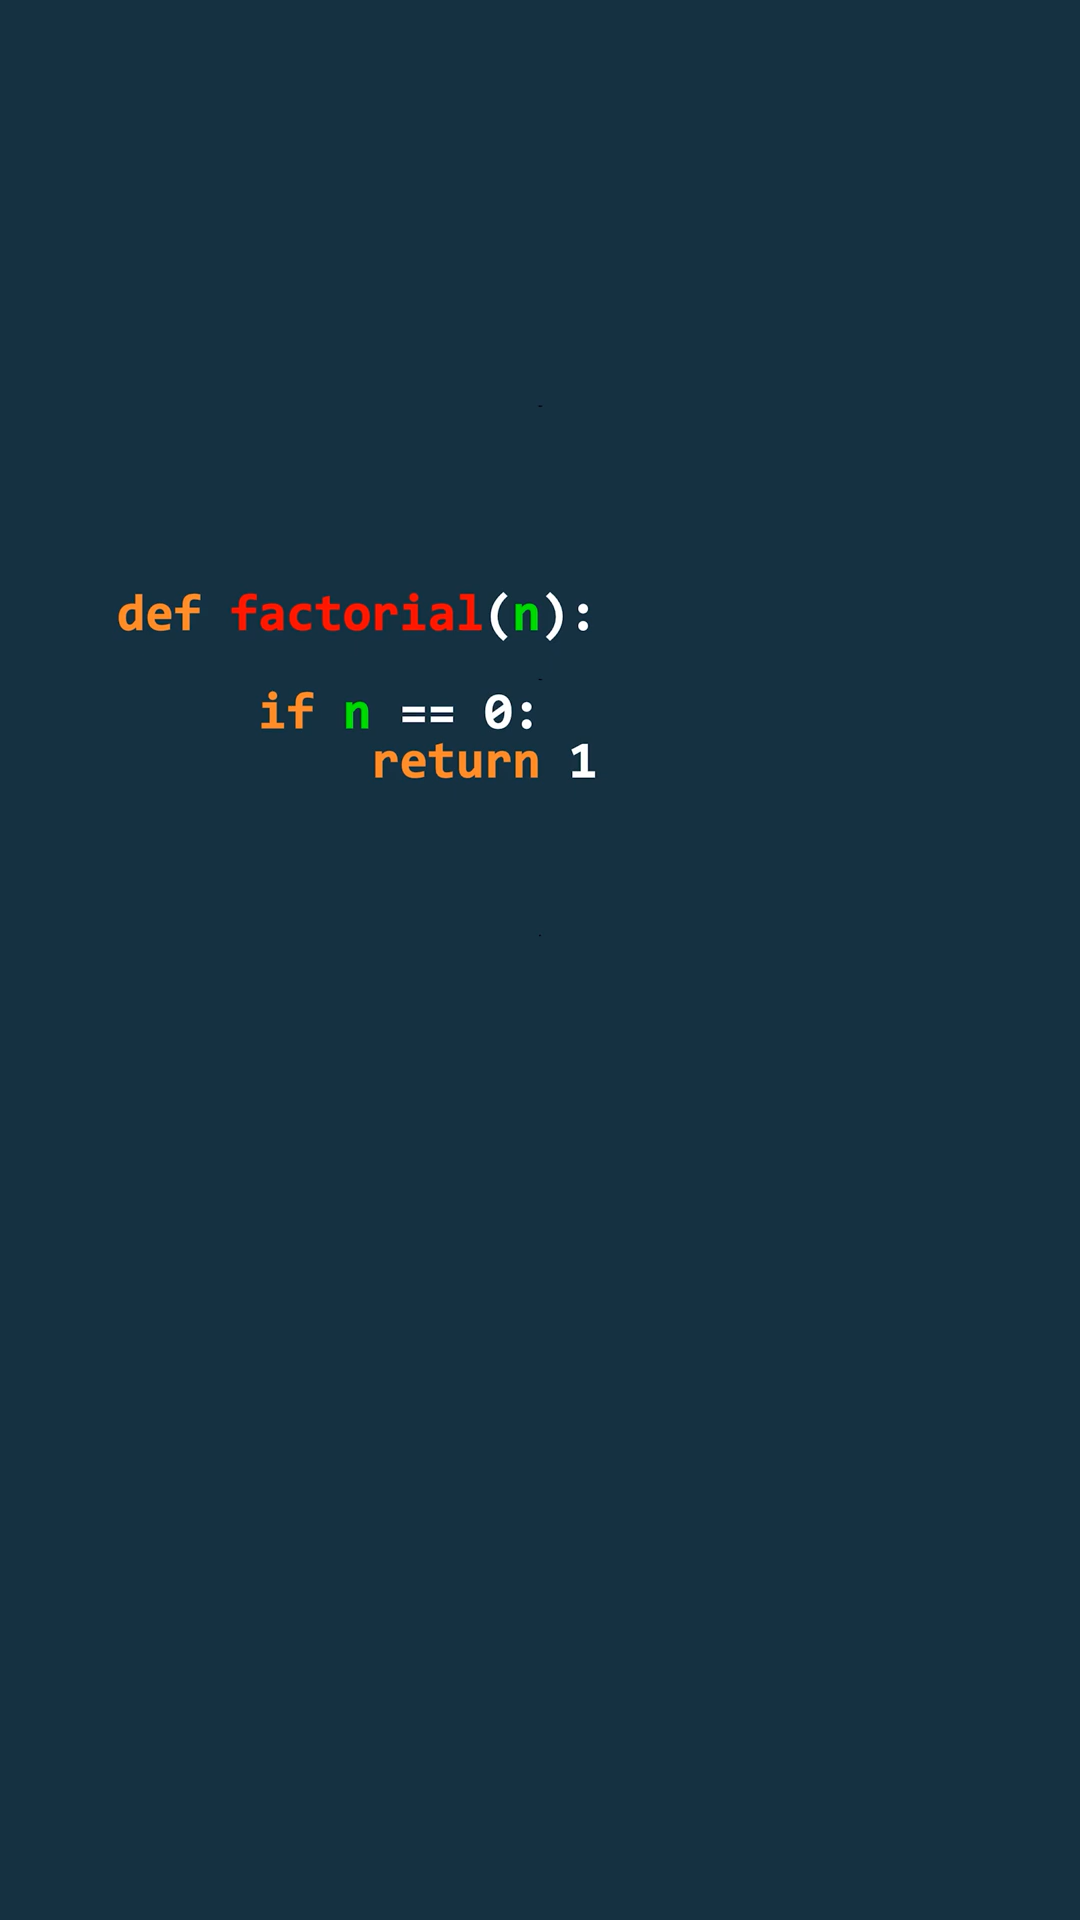 def factorial(n):
if n == 0:
return 1